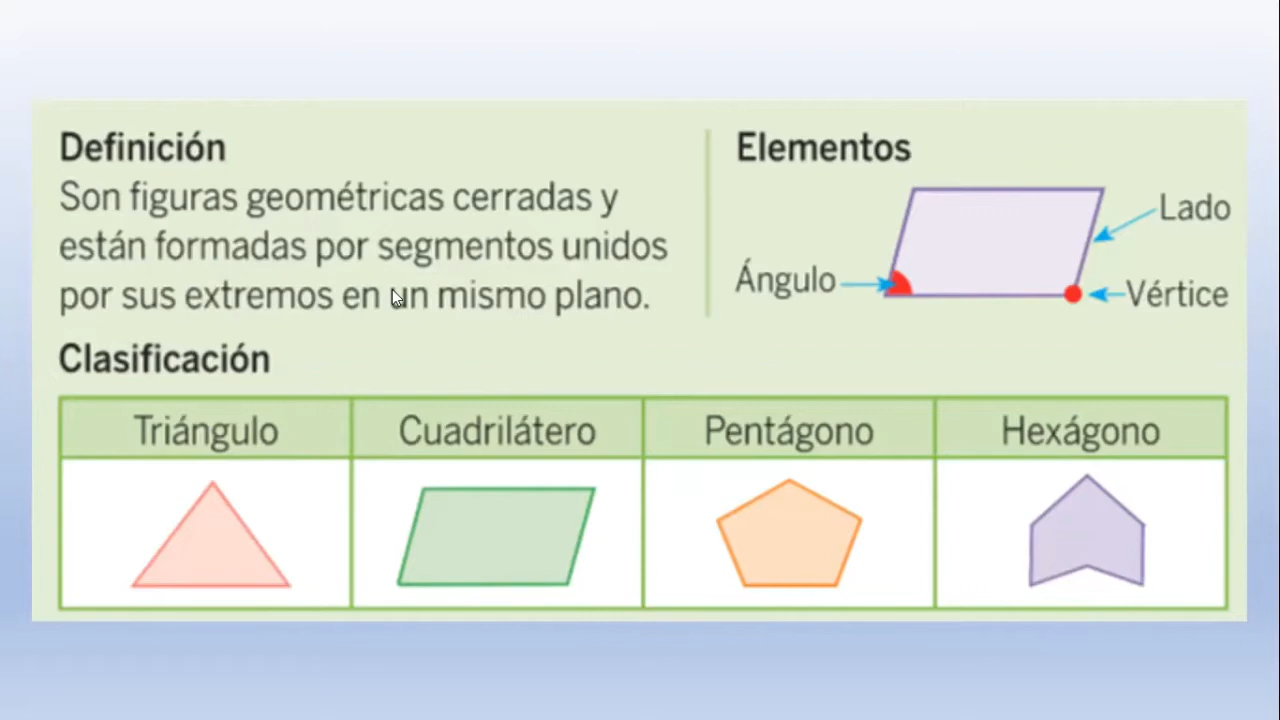 Definición
Son figuras geométricas cerradas y
están formadas por segmentos unidos
por sus extremos en un mismo plano.
Elementos
Lado
Ángulo
Vértice
Clasificación
Triángulo
Cuadrilátero
Pentágono
Hexágono